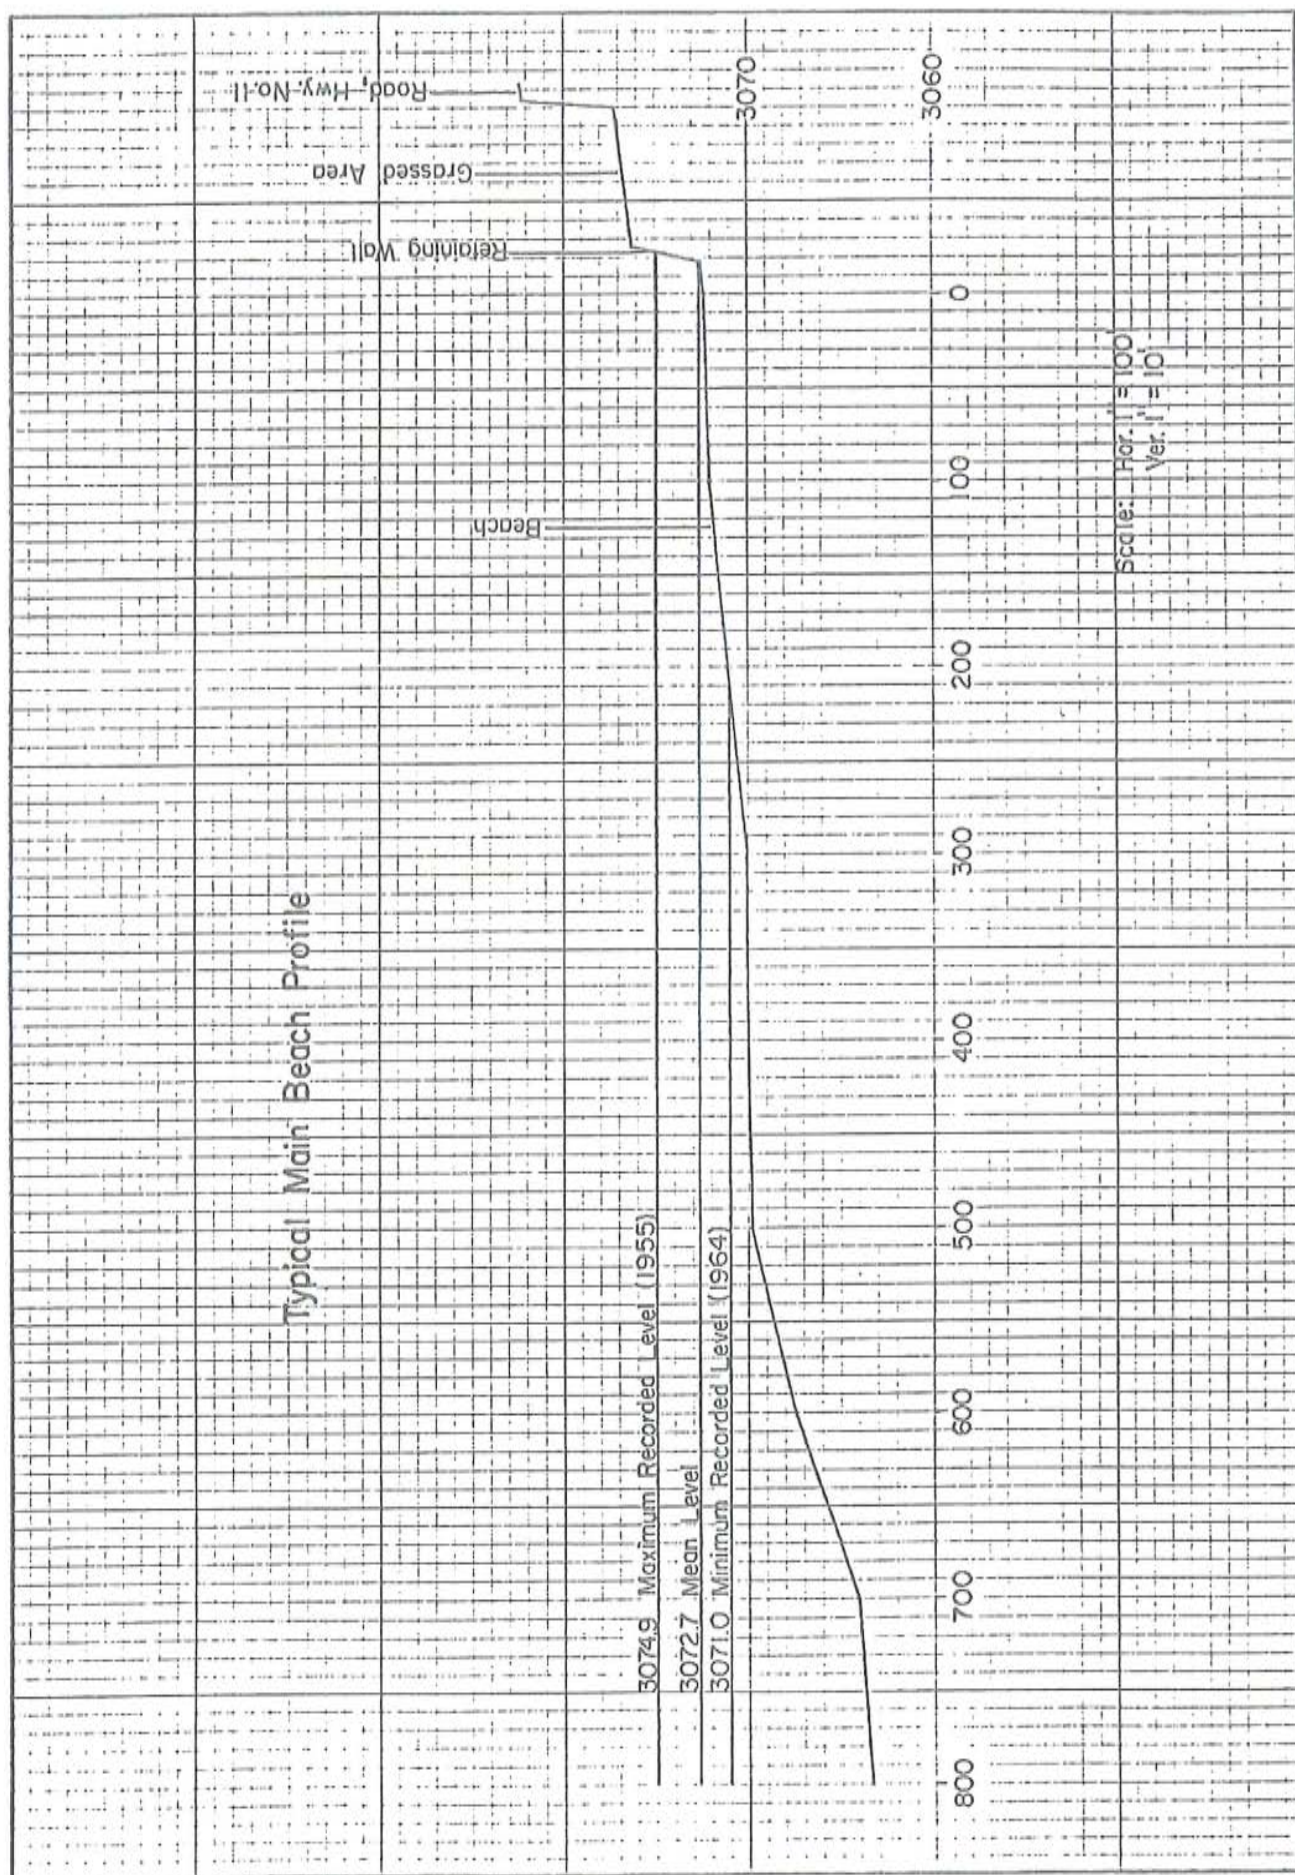 Typical Main Beach Profile
Road, Hwy. No. 11
Grassed Area
Retaining Wall
Beach
3074.9 Maximum Recorded Level (1955)
3072.7 Mean Level
3071.0 Minimum Recorded Level (1964)
3070
3060
800
700
600
500
400
300
200
100
0
Scale: Hor. 1" = 100'
Ver. 1" = 10'